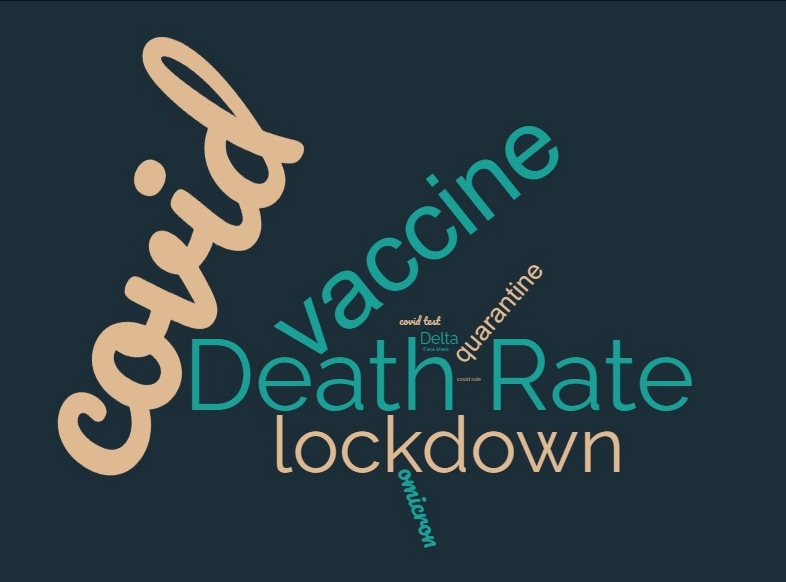 covid
vaccine
quarantine
covid test
Delta
Face Mask
Death Rate
covid rule
lockdown
omicron